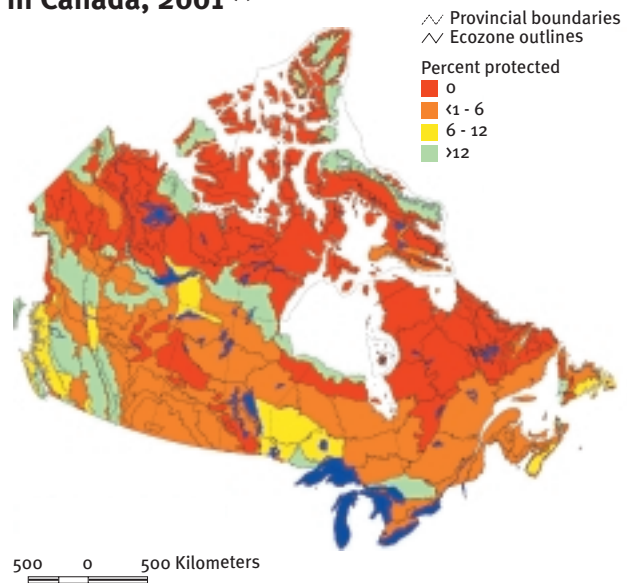 in Canada, 2001
Provincial boundaries
Ecozone outlines
Percent protected
0
<1 - 6
6 - 12
>12
500 0 500 Kilometers